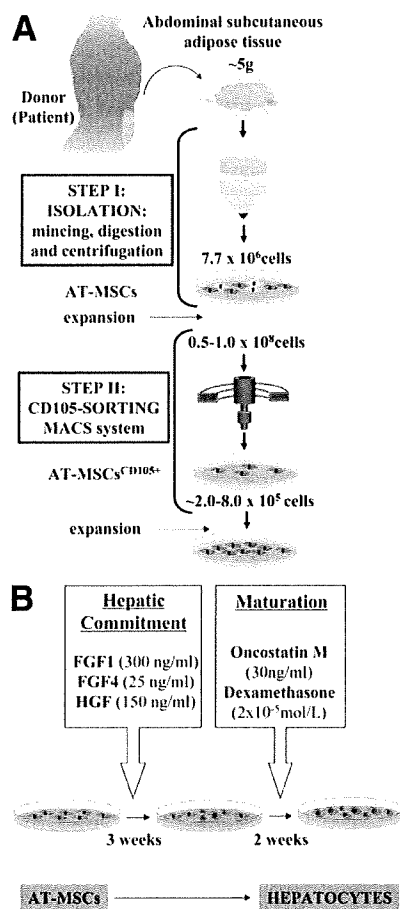 A
Abdominal subcutaneous
adipose tissue
~5g
Donor
(Patient)
STEP I:
ISOLATION:
mincing, digestion
and centrifugation
7.7 x 10⁶cells
AT-MSCs
expansion
0.5-1.0 x 10⁸cells
STEP II:
CD105-SORTING
MACS system
AT-MSCs^CD105+
~2.0-8.0 x 10⁵ cells
expansion
B
Hepatic
Commitment
FGF1 (300 ng/ml)
FGF4 (25 ng/ml)
HGF (150 ng/ml)
Maturation
Oncostatin M
(30ng/ml)
Dexamethasone
(2x10⁻⁵mol/L)
3 weeks
2 weeks
AT-MSCs
HEPATOCYTES